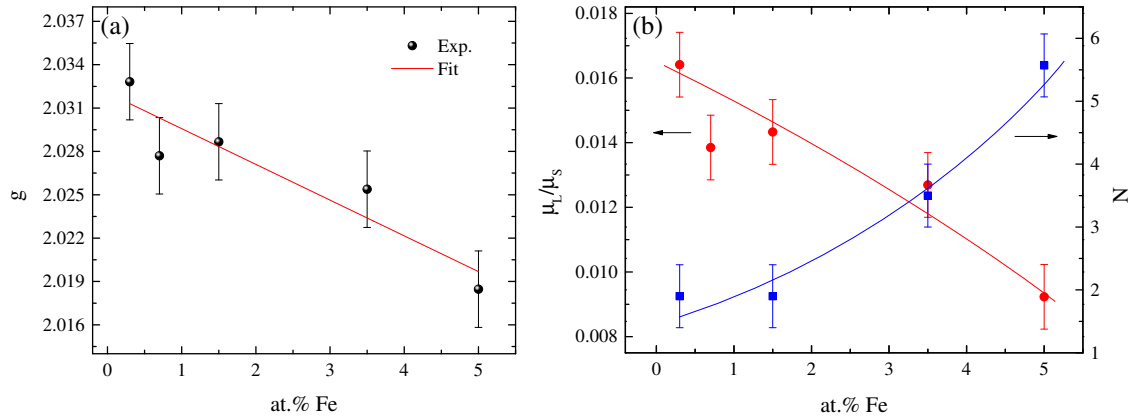 (a)
2.037
2.034
2.031
2.028
2.025
2.022
2.019
2.016
g
Exp.
Fit
0 1 2 3 4 5
at.% Fe
(b)
0.018
0.016
0.014
0.012
0.010
0.008
μL/μS
6
5
4
3
2
1
N
0 1 2 3 4 5
at.% Fe